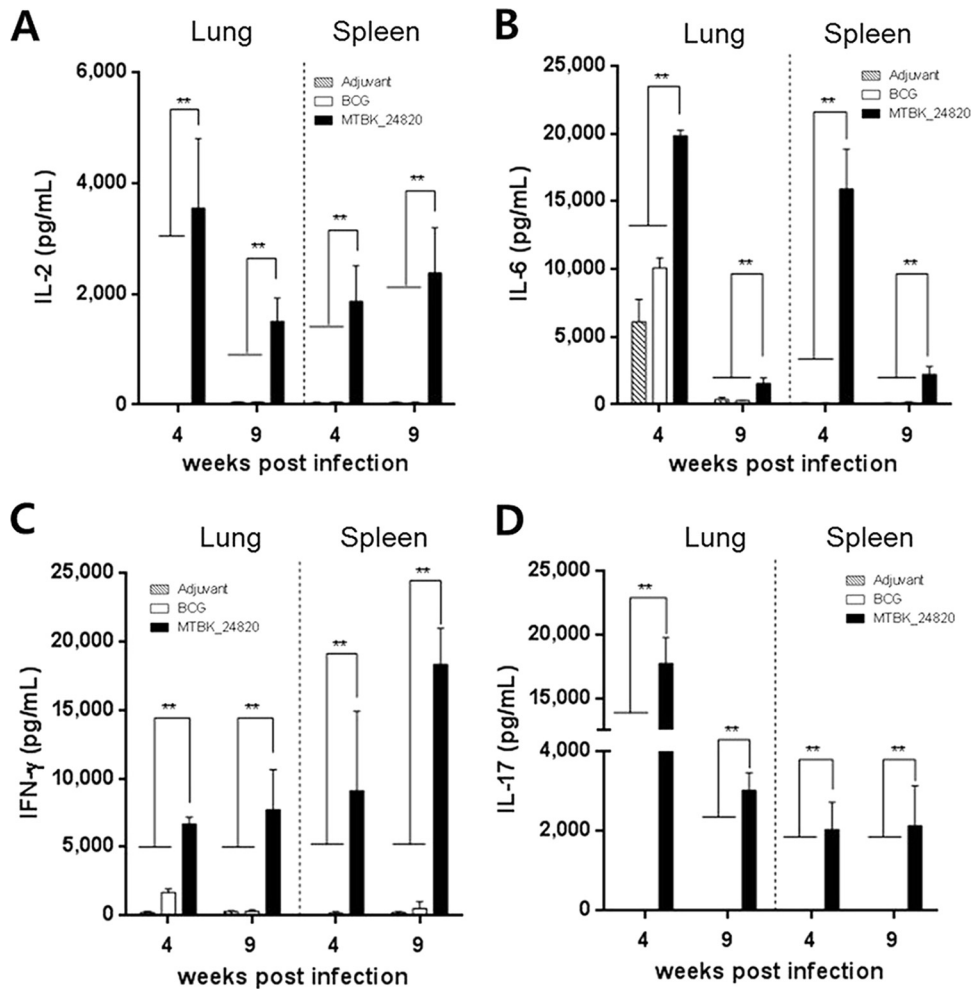 A
Lung Spleen
6,000
4,000
2,000
0
IL-2 (pg/mL)
Adjuvant
BCG
MTBK_24820
**
**
**
**
4 9 4 9
weeks post infection
B
Lung Spleen
25,000
20,000
15,000
10,000
5,000
0
IL-6 (pg/mL)
Adjuvant
BCG
MTBK_24820
**
**
**
**
4 9 4 9
weeks post infection
C
Lung Spleen
25,000
20,000
15,000
10,000
5,000
0
IFN-γ (pg/mL)
Adjuvant
BCG
MTBK_24820
**
**
**
**
4 9 4 9
weeks post infection
D
Lung Spleen
25,000
20,000
15,000
4,000
2,000
0
IL-17 (pg/mL)
Adjuvant
BCG
MTBK_24820
**
**
**
**
4 9 4 9
weeks post infection